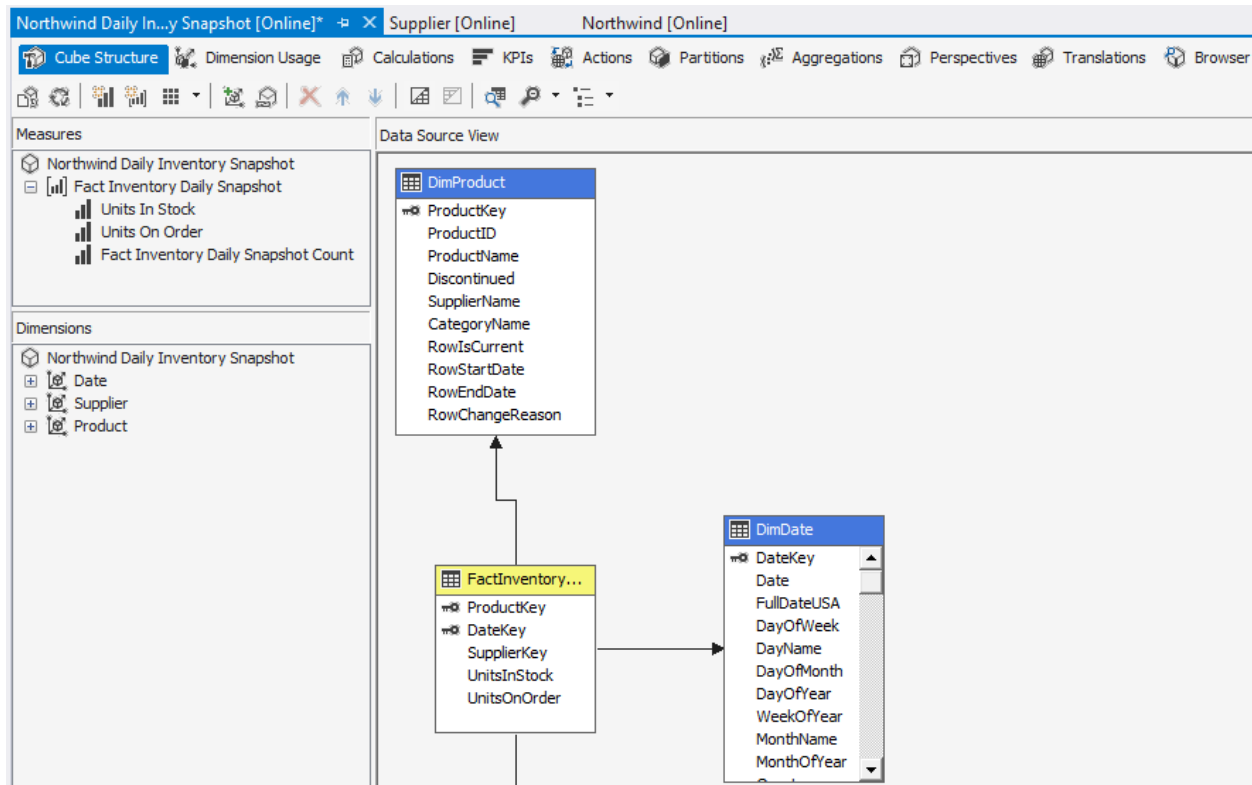 Northwind Daily In...y Snapshot [Online]* Supplier [Online] Northwind [Online]
Cube Structure Dimension Usage Calculations KPIs Actions Partitions Aggregations Perspectives Translations Browser
Measures
Northwind Daily Inventory Snapshot
Fact Inventory Daily Snapshot
Units In Stock
Units On Order
Fact Inventory Daily Snapshot Count
Dimensions
Northwind Daily Inventory Snapshot
Date
Supplier
Product
Data Source View
DimProduct
ProductKey
ProductID
ProductName
Discontinued
SupplierName
CategoryName
RowIsCurrent
RowStartDate
RowEndDate
RowChangeReason
FactInventory...
ProductKey
DateKey
SupplierKey
UnitsInStock
UnitsOnOrder
DimDate
DateKey
Date
FullDateUSA
DayOfWeek
DayName
DayOfMonth
DayOfYear
WeekOfYear
MonthName
MonthOfYear